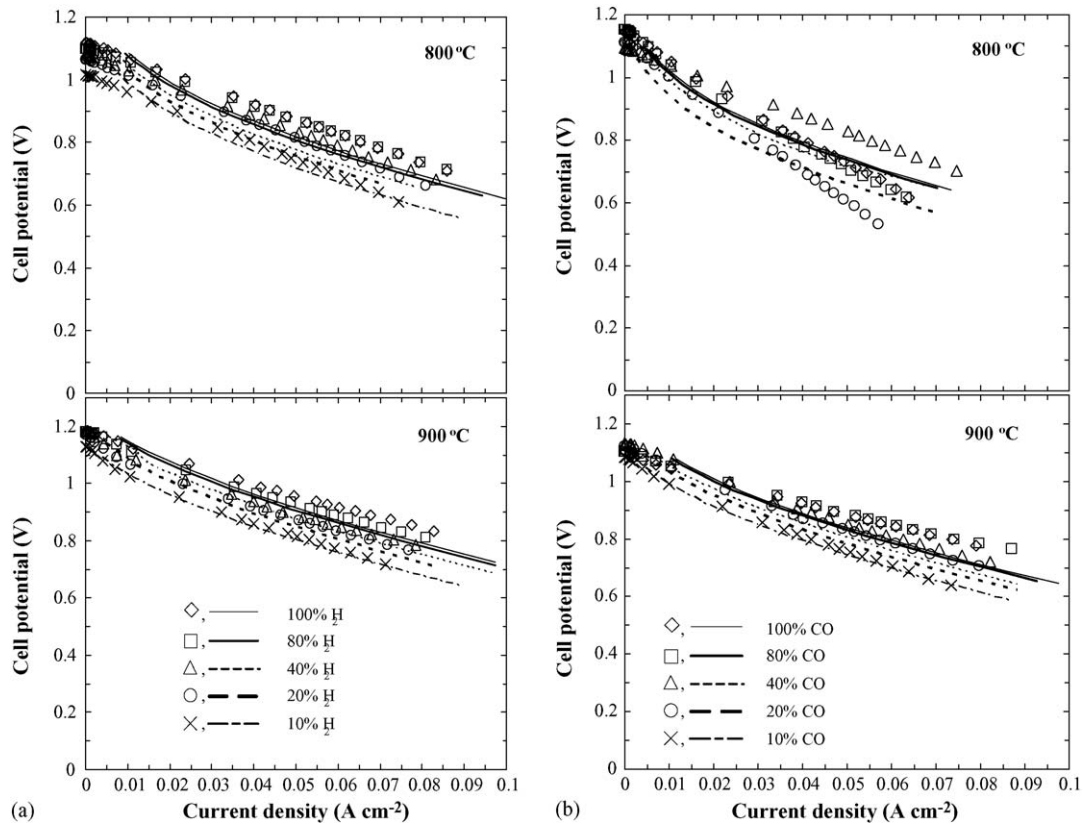 800 °C
1.2
1
0.8
0.6
0.4
0.2
0
Cell potential (V)
900 °C
1.2
1
0.8
0.6
0.4
0.2
0
Cell potential (V)
, 100% H2
, 80% H2
, 40% H2
, 20% H2
, 10% H2
0 0.01 0.02 0.03 0.04 0.05 0.06 0.07 0.08 0.09 0.1
(a) Current density (A cm-2)
800 °C
1.2
1
0.8
0.6
0.4
0.2
0
Cell potential (V)
900 °C
1.2
1
0.8
0.6
0.4
0.2
0
Cell potential (V)
, 100% CO
, 80% CO
, 40% CO
, 20% CO
, 10% CO
0 0.01 0.02 0.03 0.04 0.05 0.06 0.07 0.08 0.09 0.1
(b) Current density (A cm-2)